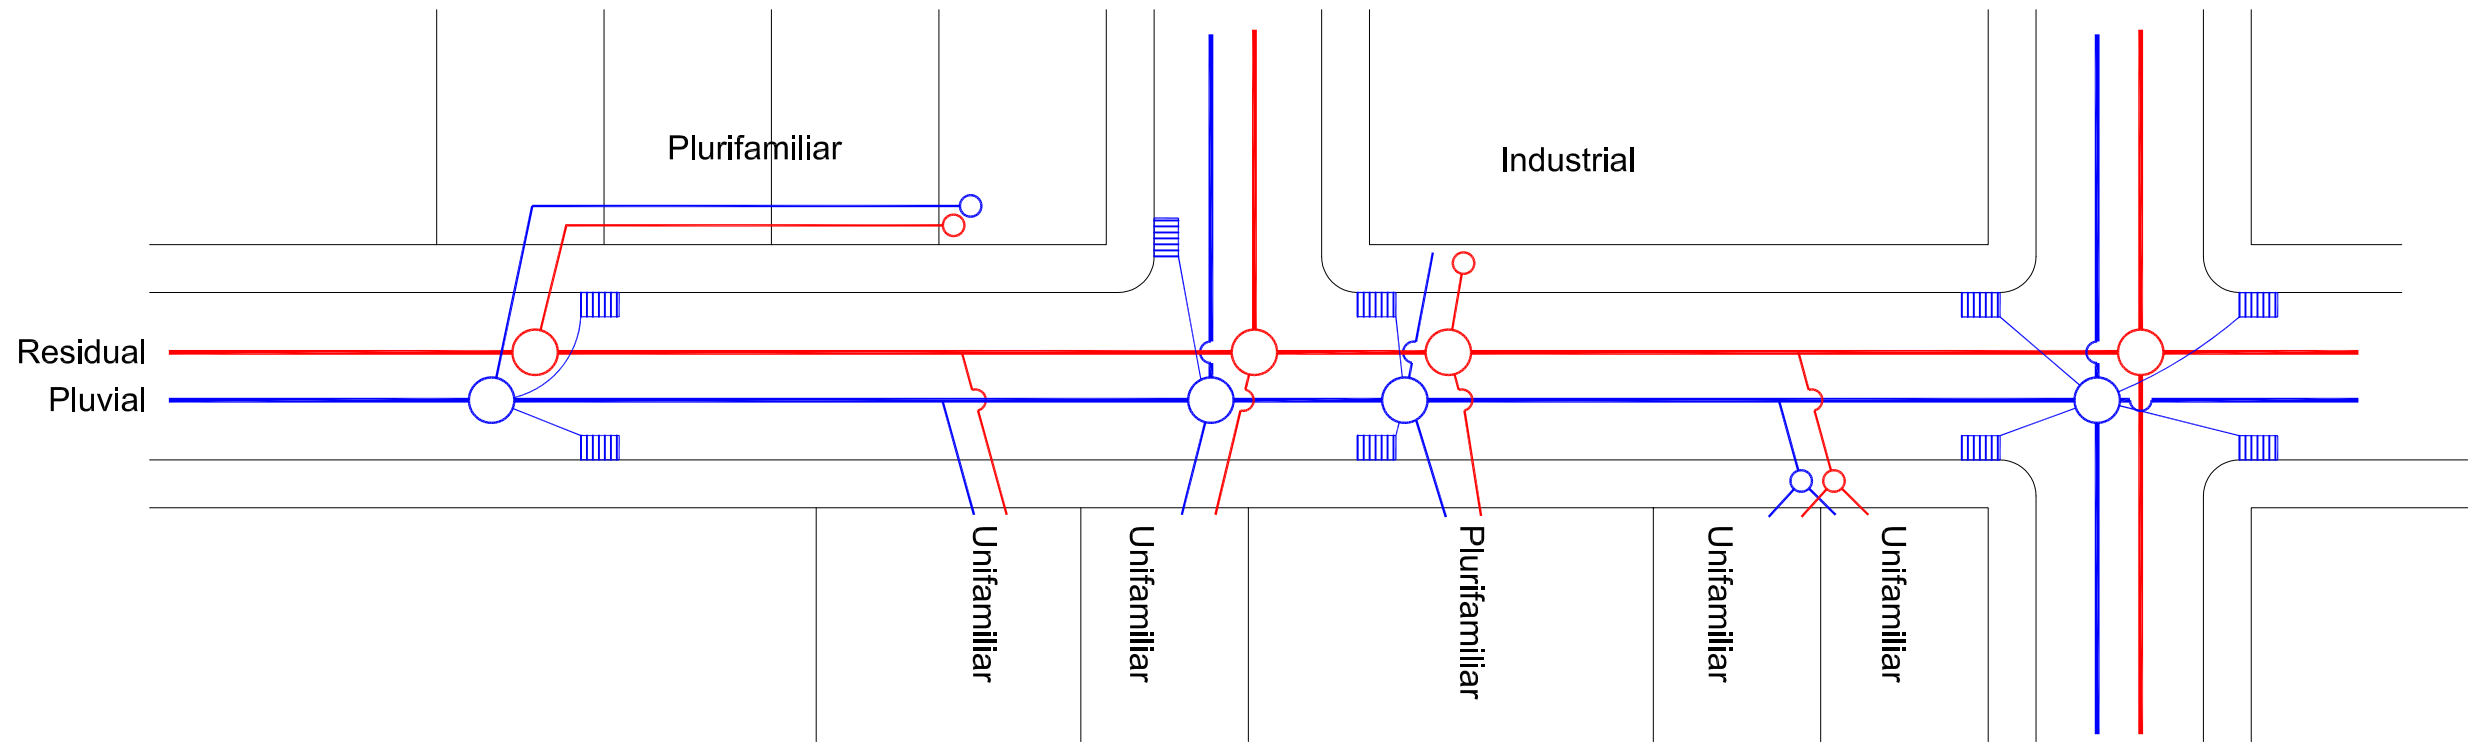 Plurifamiliar
Industrial
Residual
Pluvial
Unifamiliar
Unifamiliar
Plurifamiliar
Unifamiliar
Unifamiliar